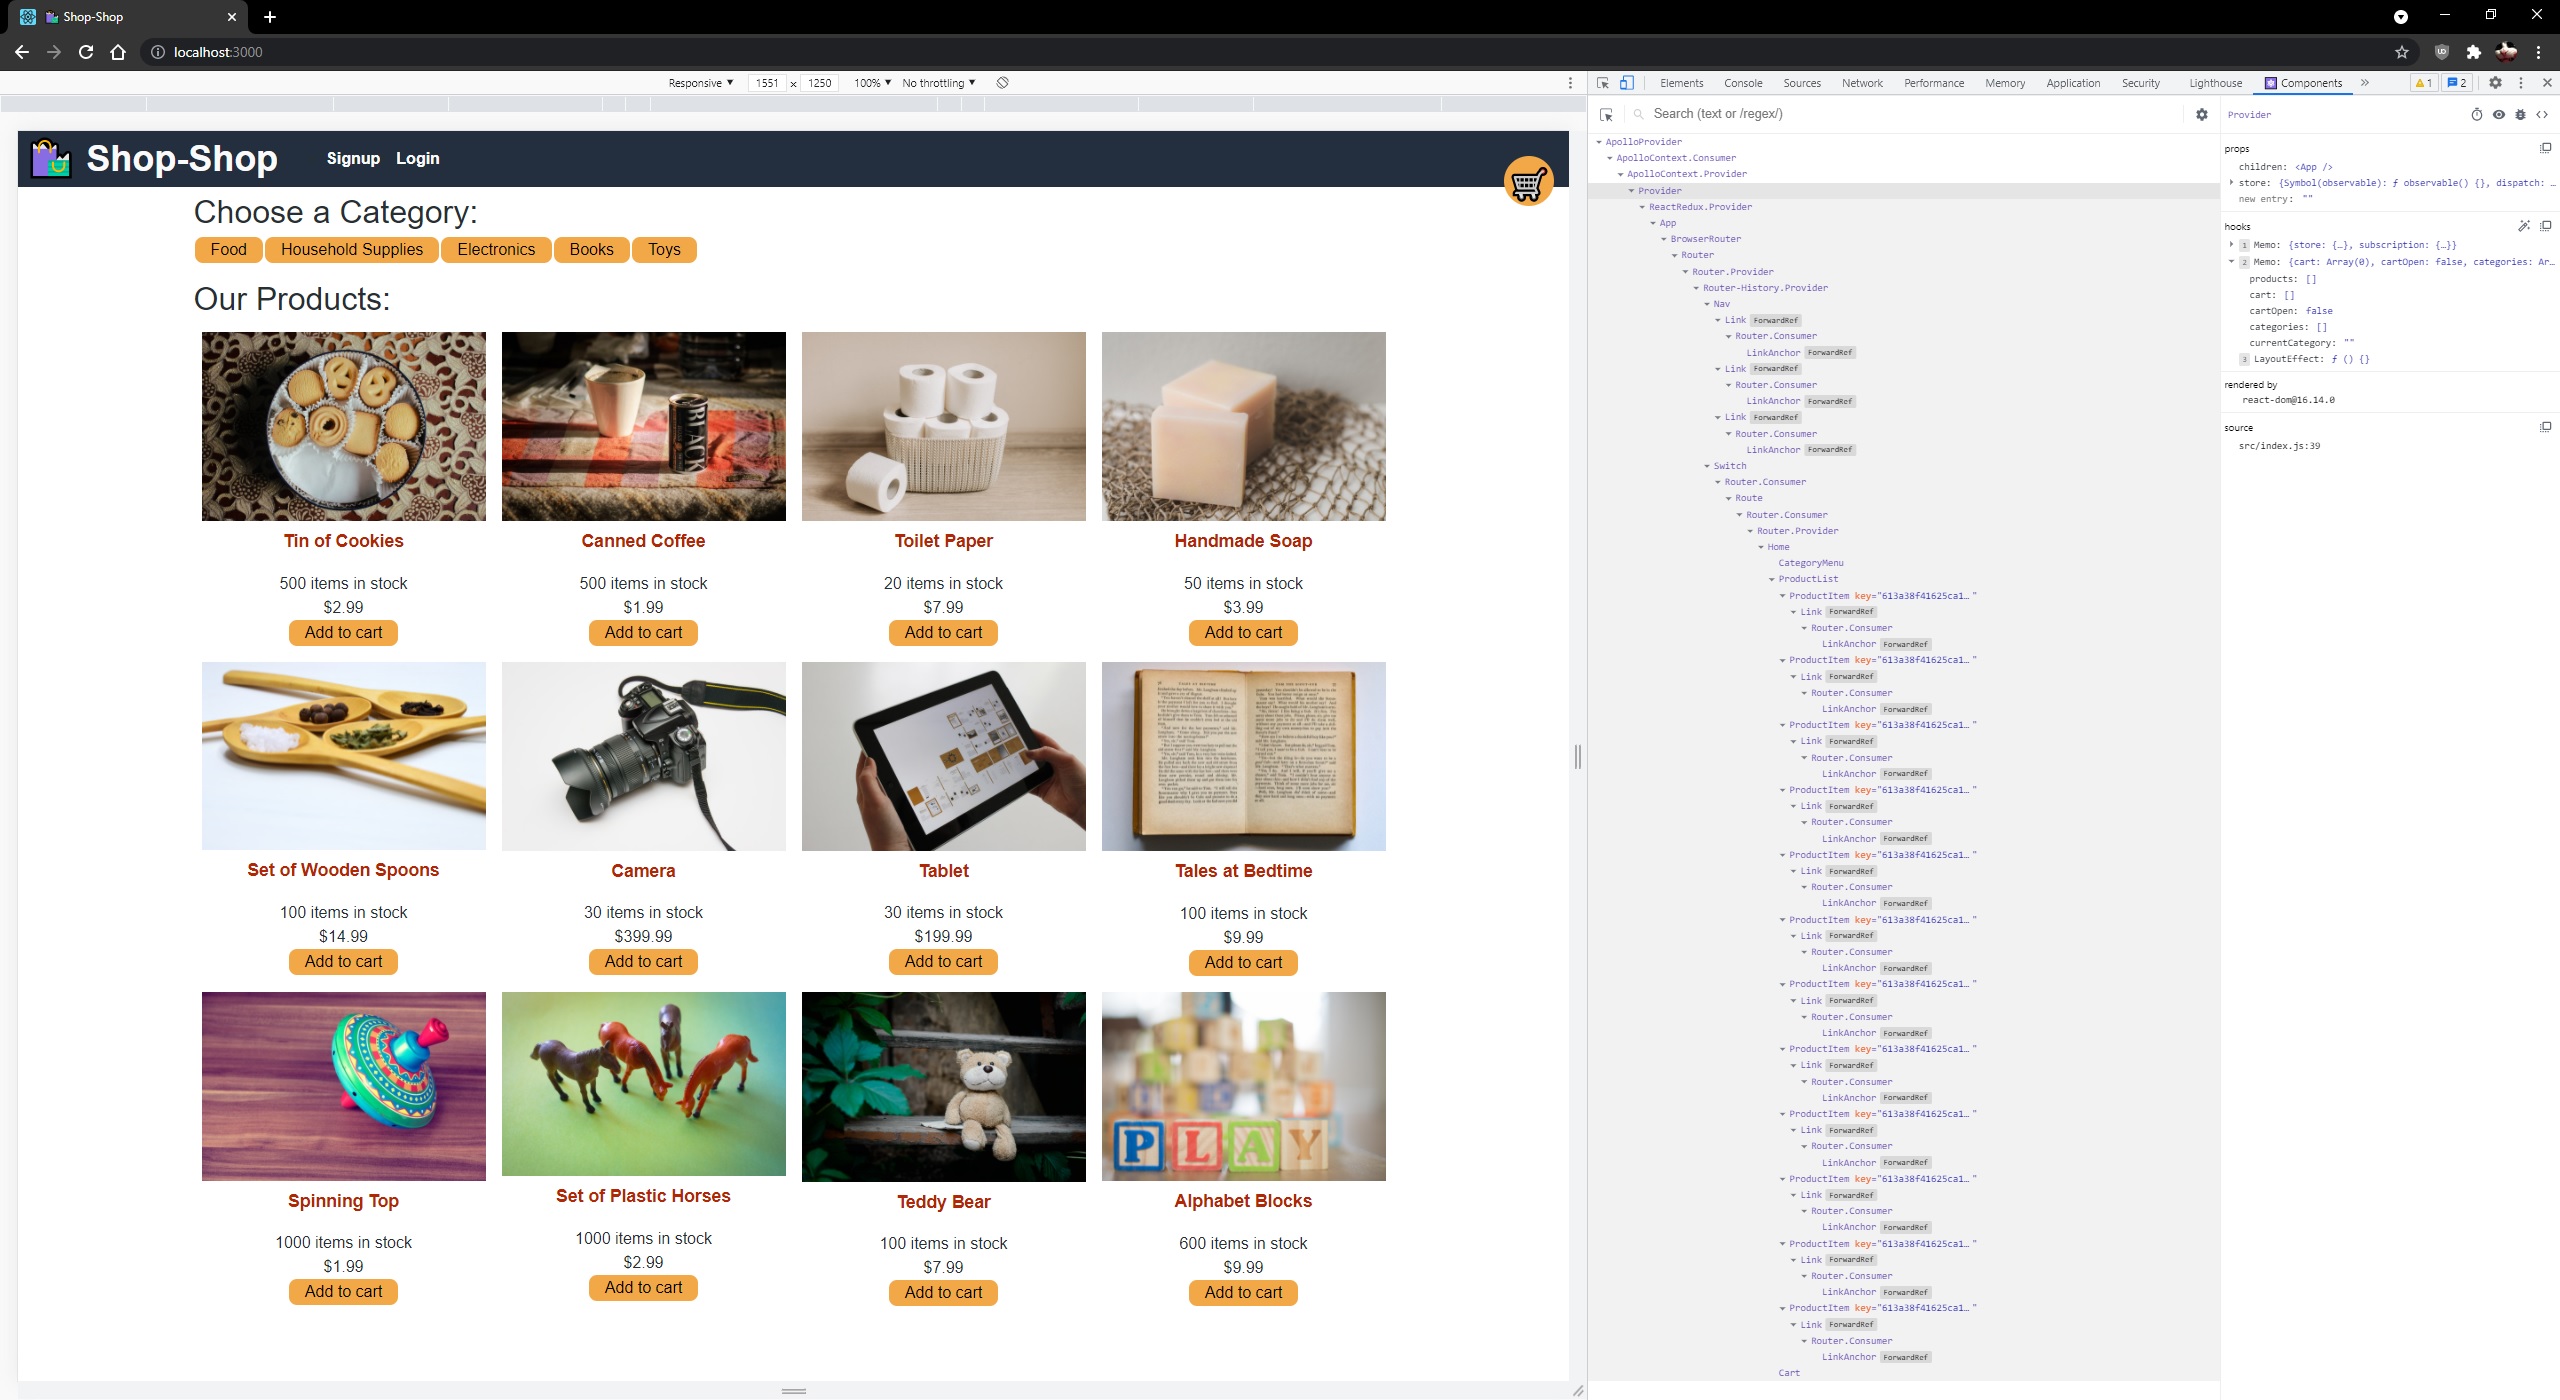 Shop-Shop
localhost:3000
Responsive 1551 x 1250 100% No throttling
Shop-Shop Signup Login
Choose a Category:
Food Household Supplies Electronics Books Toys
Our Products:
BLACK
Tin of Cookies Canned Coffee Toilet Paper Handmade Soap
500 items in stock 500 items in stock 20 items in stock 50 items in stock
$2.99 $1.99 $7.99 $3.99
Add to cart Add to cart Add to cart Add to cart
Set of Wooden Spoons Camera Tablet Tales at Bedtime
100 items in stock 30 items in stock 30 items in stock 100 items in stock
$14.99 $399.99 $199.99 $9.99
Add to cart Add to cart Add to cart Add to cart
PLAY
Spinning Top Set of Plastic Horses Teddy Bear Alphabet Blocks
1000 items in stock 1000 items in stock 100 items in stock 600 items in stock
$1.99 $2.99 $7.99 $9.99
Add to cart Add to cart Add to cart Add to cart
Elements Console Sources Network Performance Memory Application Security Lighthouse Components » 1 2
Search (text or /regex/)
ApolloProvider
ApolloContext.Consumer
ApolloContext.Provider
Provider
ReactRedux.Provider
App
BrowserRouter
Router
Router.Provider
Router-History.Provider
Nav
Link ForwardRef
Router.Consumer
LinkAnchor ForwardRef
Link ForwardRef
Router.Consumer
LinkAnchor ForwardRef
Link ForwardRef
Router.Consumer
LinkAnchor ForwardRef
Switch
Router.Consumer
Route
Router.Consumer
Router.Provider
Home
CategoryMenu
ProductList
ProductItem key="613a38f41625ca1… "
Link ForwardRef
Router.Consumer
LinkAnchor ForwardRef
ProductItem key="613a38f41625ca1… "
Link ForwardRef
Router.Consumer
LinkAnchor ForwardRef
ProductItem key="613a38f41625ca1… "
Link ForwardRef
Router.Consumer
LinkAnchor ForwardRef
ProductItem key="613a38f41625ca1… "
Link ForwardRef
Router.Consumer
LinkAnchor ForwardRef
ProductItem key="613a38f41625ca1… "
Link ForwardRef
Router.Consumer
LinkAnchor ForwardRef
ProductItem key="613a38f41625ca1… "
Link ForwardRef
Router.Consumer
LinkAnchor ForwardRef
ProductItem key="613a38f41625ca1… "
Link ForwardRef
Router.Consumer
LinkAnchor ForwardRef
ProductItem key="613a38f41625ca1… "
Link ForwardRef
Router.Consumer
LinkAnchor ForwardRef
ProductItem key="613a38f41625ca1… "
Link ForwardRef
Router.Consumer
LinkAnchor ForwardRef
ProductItem key="613a38f41625ca1… "
Link ForwardRef
Router.Consumer
LinkAnchor ForwardRef
ProductItem key="613a38f41625ca1… "
Link ForwardRef
Router.Consumer
LinkAnchor ForwardRef
ProductItem key="613a38f41625ca1… "
Link ForwardRef
Router.Consumer
LinkAnchor ForwardRef
Cart
Provider
props
children: <App />
store: {Symbol(observable): ƒ observable() {}, dispatch: …
new entry: ""
hooks
1 Memo: {store: {…}, subscription: {…}}
2 Memo: {cart: Array(0), cartOpen: false, categories: Ar…
products: []
cart: []
cartOpen: false
categories: []
currentCategory: ""
3 LayoutEffect: ƒ () {}
rendered by
react-dom@16.14.0
source
src/index.js:39